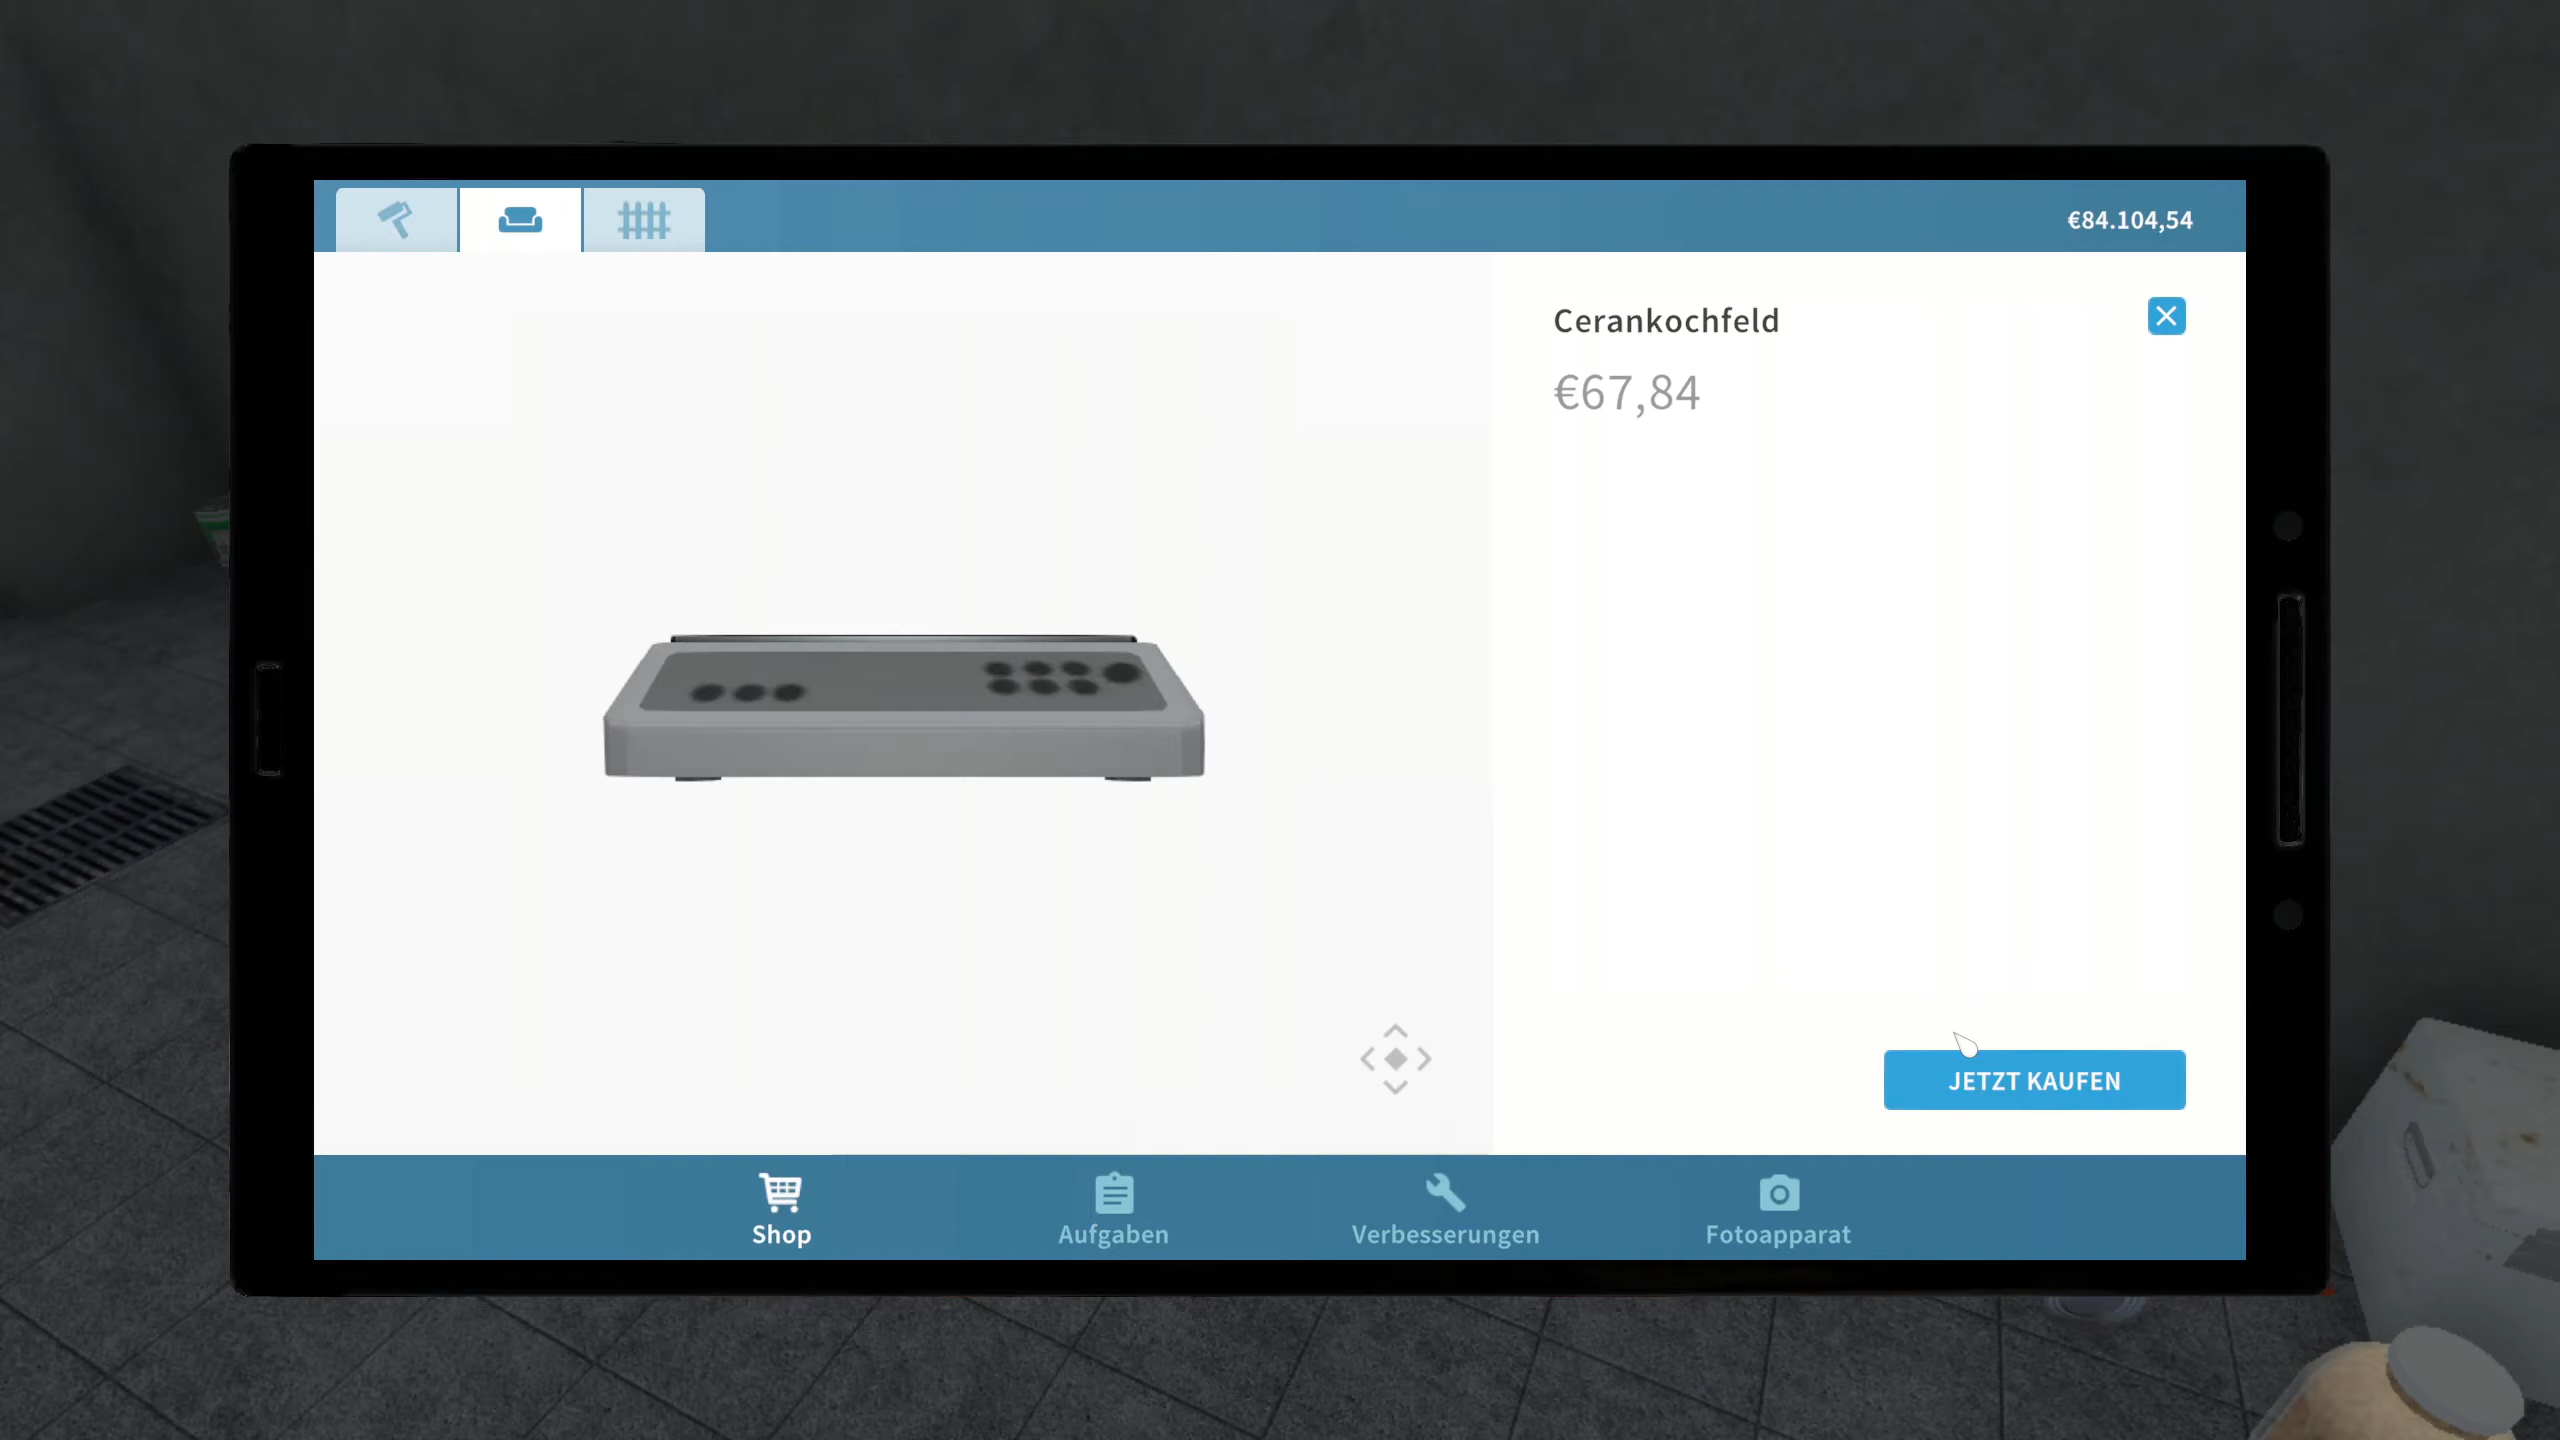 €84.104,54
Cerankochfeld
€67,84
JETZT KAUFEN
Shop
Aufgaben
Verbesserungen
Fotoapparat